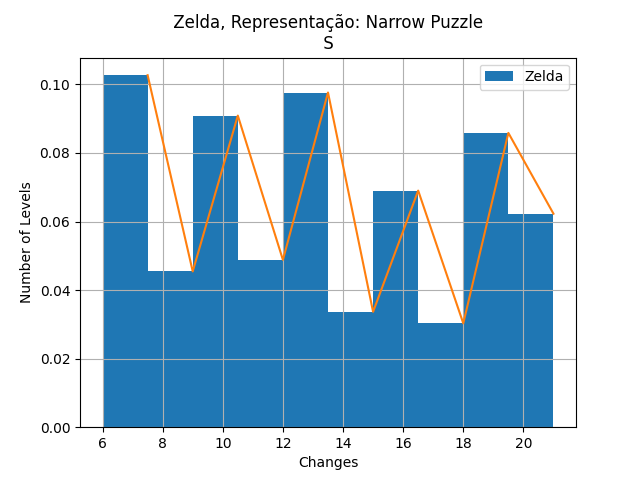 Zelda, Representação: Narrow Puzzle
S
Zelda
0.10
0.08
0.06
0.04
0.02
0.00
Number of Levels
6 8 10 12 14 16 18 20
Changes